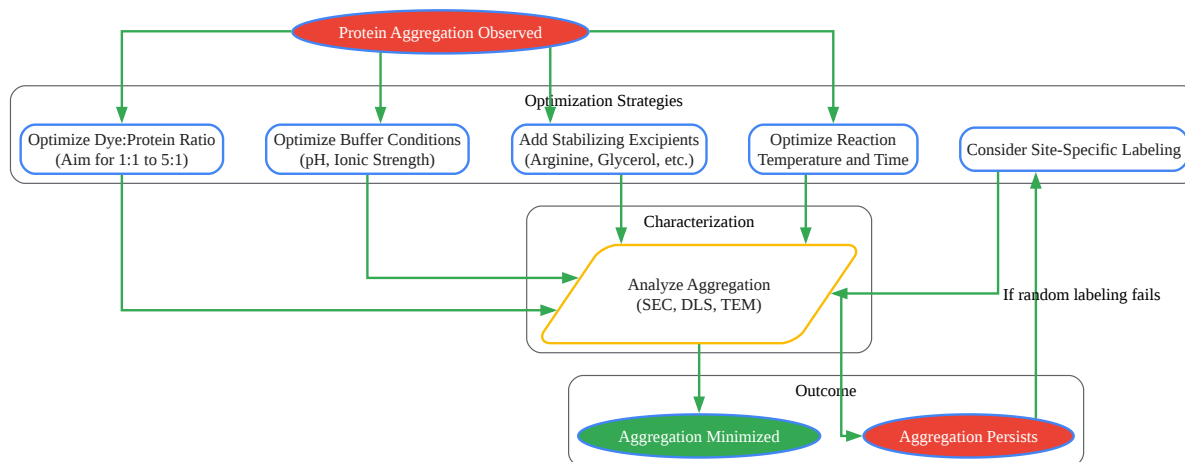 Protein Aggregation Observed
Optimization Strategies
Optimize Dye:Protein Ratio
(Aim for 1:1 to 5:1)
Optimize Buffer Conditions
(pH, Ionic Strength)
Add Stabilizing Excipients
(Arginine, Glycerol, etc.)
Optimize Reaction
Temperature and Time
Consider Site-Specific Labeling
Characterization
Analyze Aggregation
(SEC, DLS, TEM)
If random labeling fails
Outcome
Aggregation Minimized
Aggregation Persists